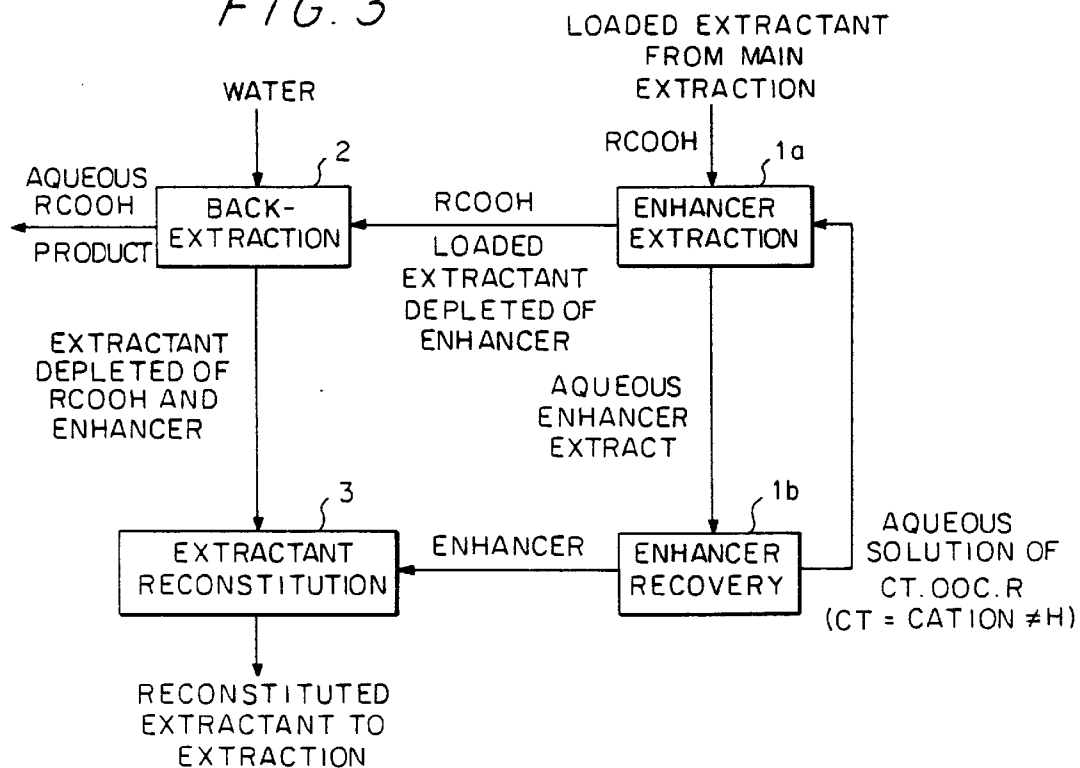 FIG. 3
LOADED EXTRACTANT
FROM MAIN
EXTRACTION
WATER
RCOOH
2
1a
AQUEOUS
RCOOH
PRODUCT
BACK-
EXTRACTION
RCOOH
LOADED
EXTRACTANT
DEPLETED OF
ENHANCER
ENHANCER
EXTRACTION
EXTRACTANT
DEPLETED OF
RCOOH AND
ENHANCER
AQUEOUS
ENHANCER
EXTRACT
3
1b
EXTRACTANT
RECONSTITUTION
ENHANCER
ENHANCER
RECOVERY
AQUEOUS
SOLUTION OF
CT.OOC.R
(CT = CATION ≠H)
RECONSTITUTED
EXTRACTANT TO
EXTRACTION